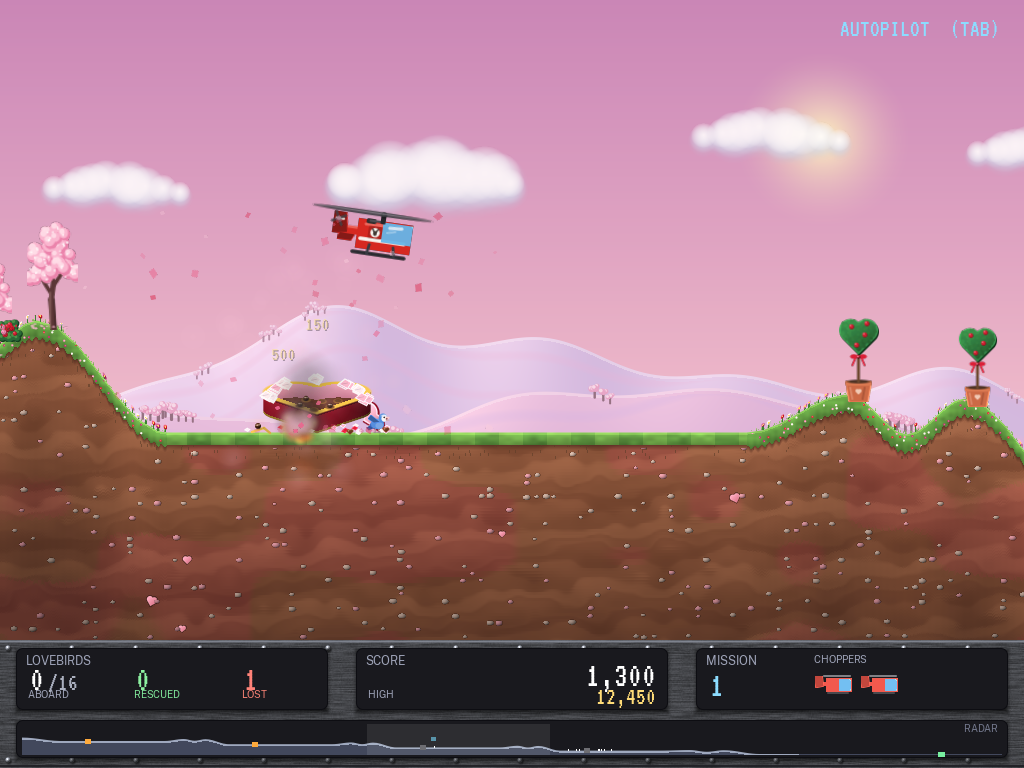 AUTOPILOT (TAB)
150
500
LOVEBIRDS
0/16
ABOARD
0
RESCUED
1
LOST
SCORE
1,300
HIGH
12,450
MISSION
1
CHOPPERS
RADAR